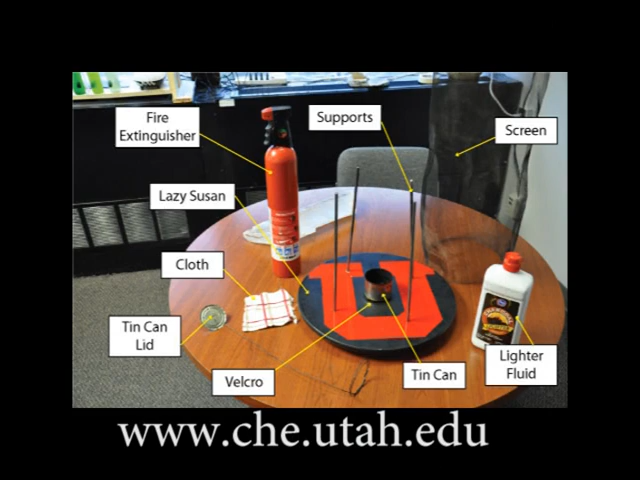 Fire
Extinguisher
Supports
Screen
Lazy Susan
Cloth
Tin Can
Lid
Velcro
Tin Can
Lighter
Fluid
U
www.che.utah.edu